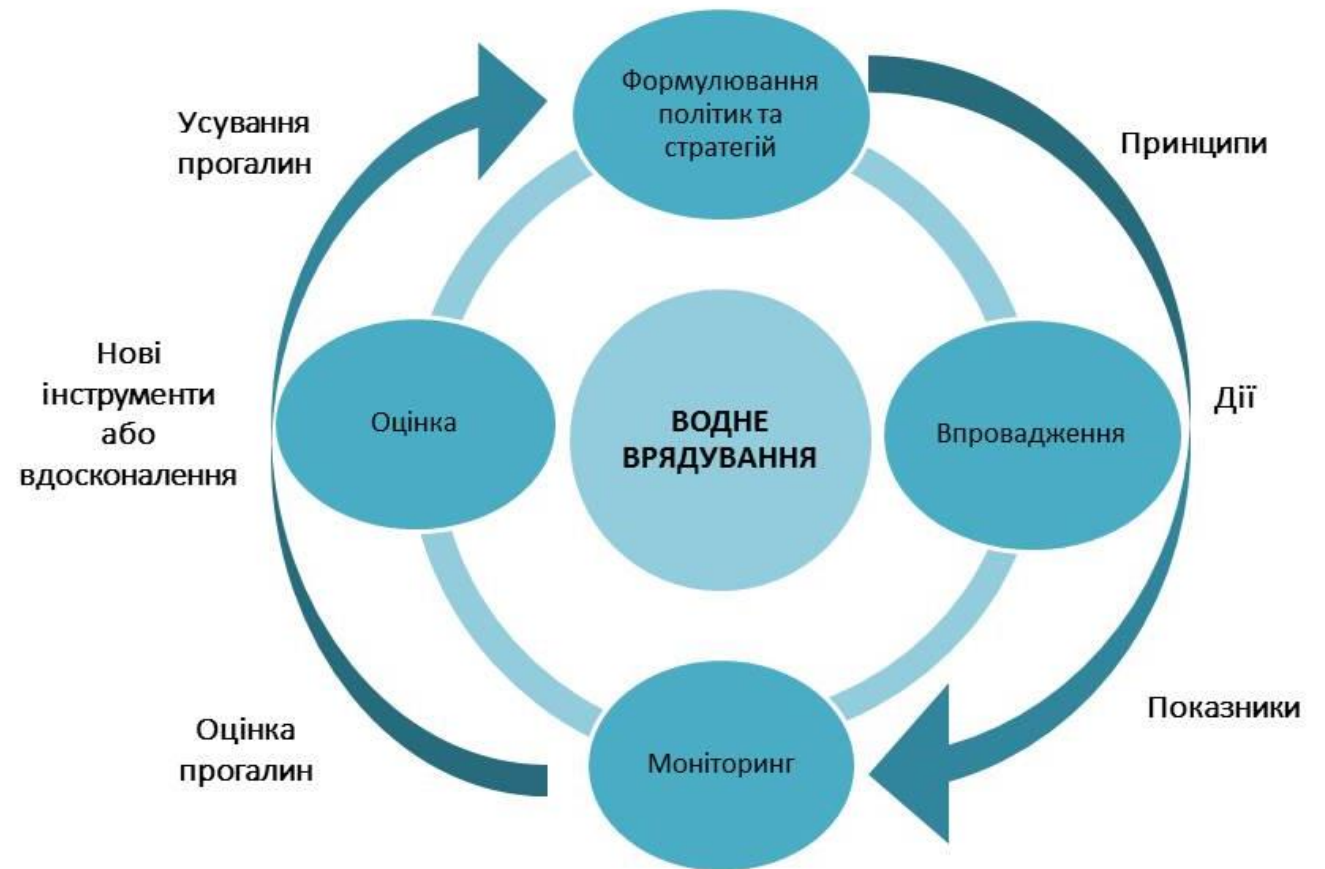 Формулювання
політик та
стратегій
Усування
прогалин
Принципи
Нові
інструменти
або
вдосконалення
Оцінка
ВОДНЕ
ВРЯДУВАННЯ
Впровадження
Дії
Оцінка
прогалин
Моніторинг
Показники